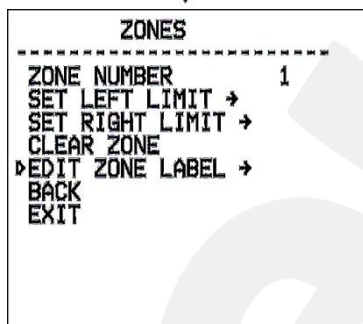 ZONES
ZONE NUMBER 1
SET LEFT LIMIT →
SET RIGHT LIMIT →
CLEAR ZONE
EDIT ZONE LABEL →
BACK
EXIT